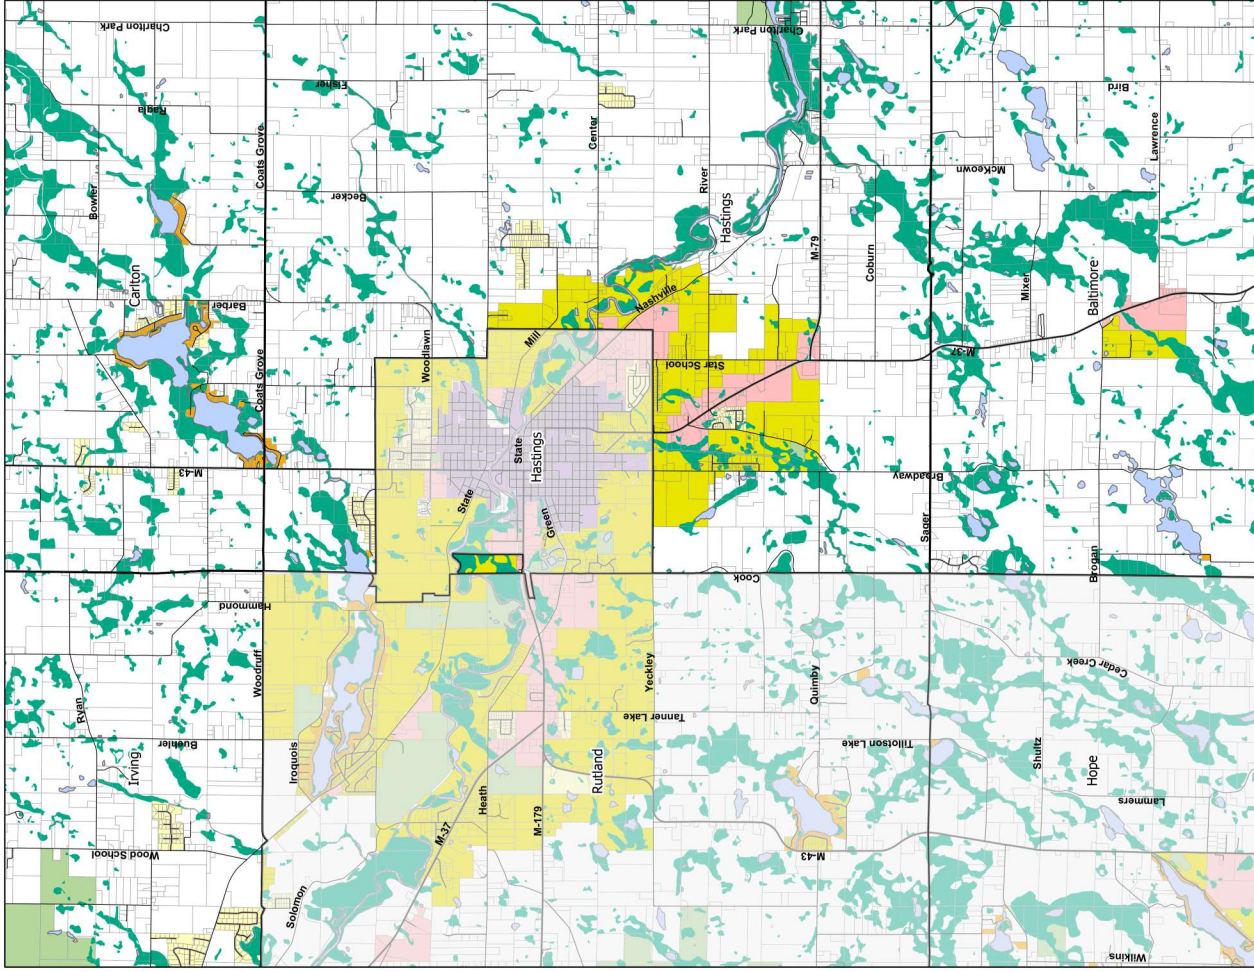 Charlton Park
Charlton Park
Ragla
Fisher
Bird
Coats Grove
Center
Lawrence
McKeown
River
Bowler
Becker
Hastings
M-79
Coburn
Carlton
Mixer
Baltimore
Barber
Nashville
Mill
Woodlawn
Star School
M-37
Coats Grove
State
Hastings
M-43
State
Broadway
Green
Sager
Brogan
Cook
Hammond
Woodruff
Yeckley
Quimby
Cedar Creek
Ryan
Tanner Lake
Buehler
Irving
Iroquois
Rutland
Tillotson Lake
Shultz
Hope
Heath
Lammers
M-179
M-37
Wood School
M-43
Solomon
Wilkins